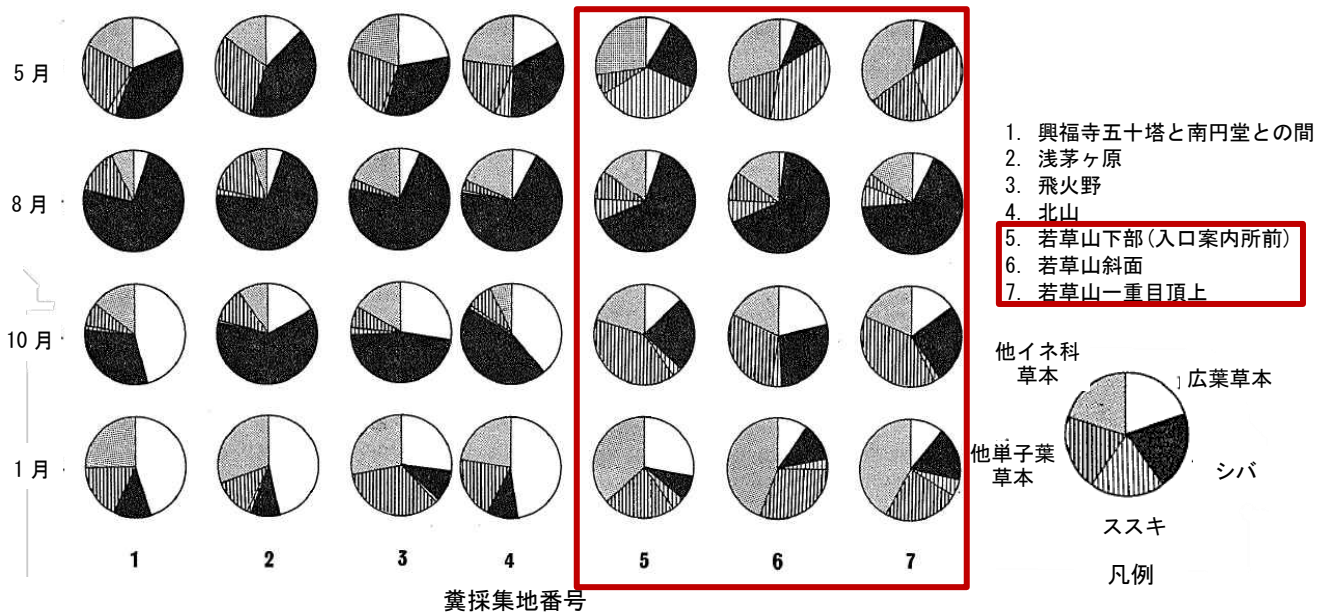 5月
8月
10月
1月
1 2 3 4 5 6 7
糞採集地番号
1. 興福寺五十塔と南円堂との間
2. 浅茅ヶ原
3. 飛火野
4. 北山
5. 若草山下部(入口案内所前)
6. 若草山斜面
7. 若草山一重目頂上
他イネ科
草本
広葉草本
他単子葉
草本
シバ
ススキ
凡例